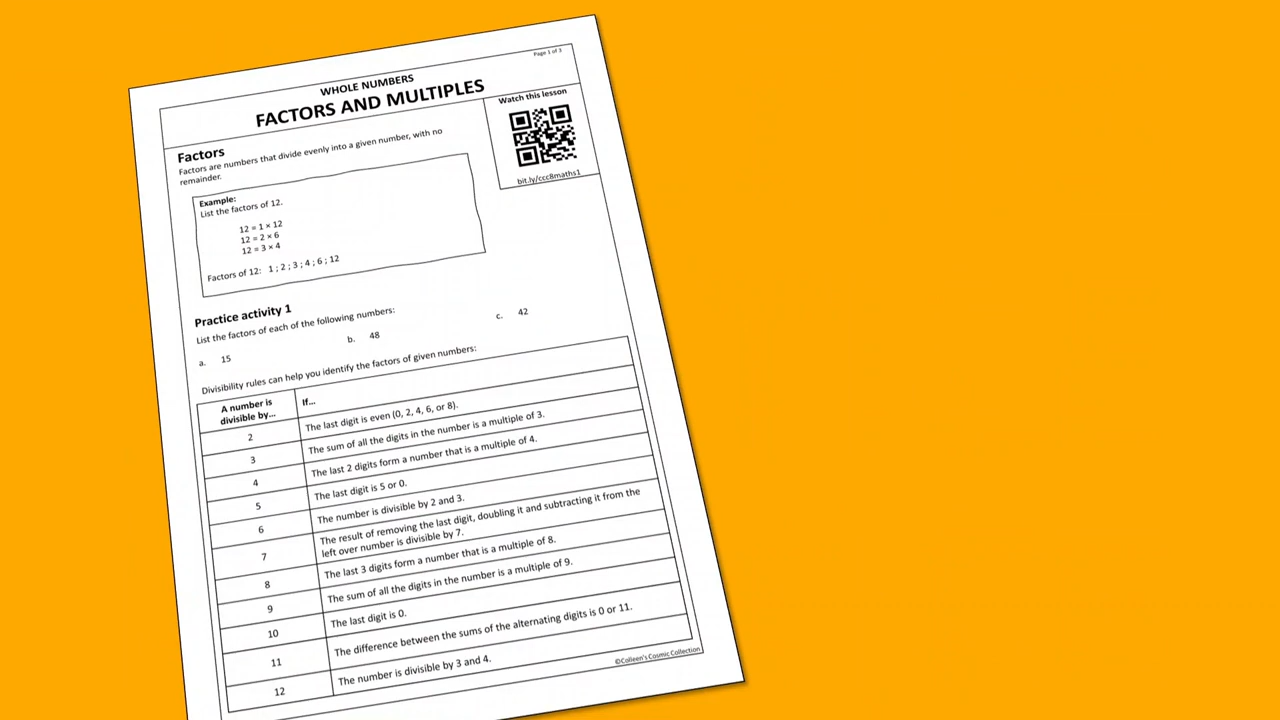 Page 1 of 3
WHOLE NUMBERS
FACTORS AND MULTIPLES
Watch this lesson
bit.ly/ccc8maths1
Factors
Factors are numbers that divide evenly into a given number, with no
remainder.
Example:
List the factors of 12.
12 = 1 × 12
12 = 2 × 6
12 = 3 × 4
Factors of 12: 1 ; 2 ; 3 ; 4 ; 6 ; 12
Practice activity 1
List the factors of each of the following numbers:
a. 15 b. 48 c. 42
Divisibility rules can help you identify the factors of given numbers:
A number is
divisible by... If...
2 The last digit is even (0, 2, 4, 6, or 8).
3 The sum of all the digits in the number is a multiple of 3.
4 The last 2 digits form a number that is a multiple of 4.
5 The last digit is 5 or 0.
6 The number is divisible by 2 and 3.
7 The result of removing the last digit, doubling it and subtracting it from the
left over number is divisible by 7.
8 The last 3 digits form a number that is a multiple of 8.
9 The sum of all the digits in the number is a multiple of 9.
10 The last digit is 0.
11 The difference between the sums of the alternating digits is 0 or 11.
12 The number is divisible by 3 and 4.
©Colleen's Cosmic Collection